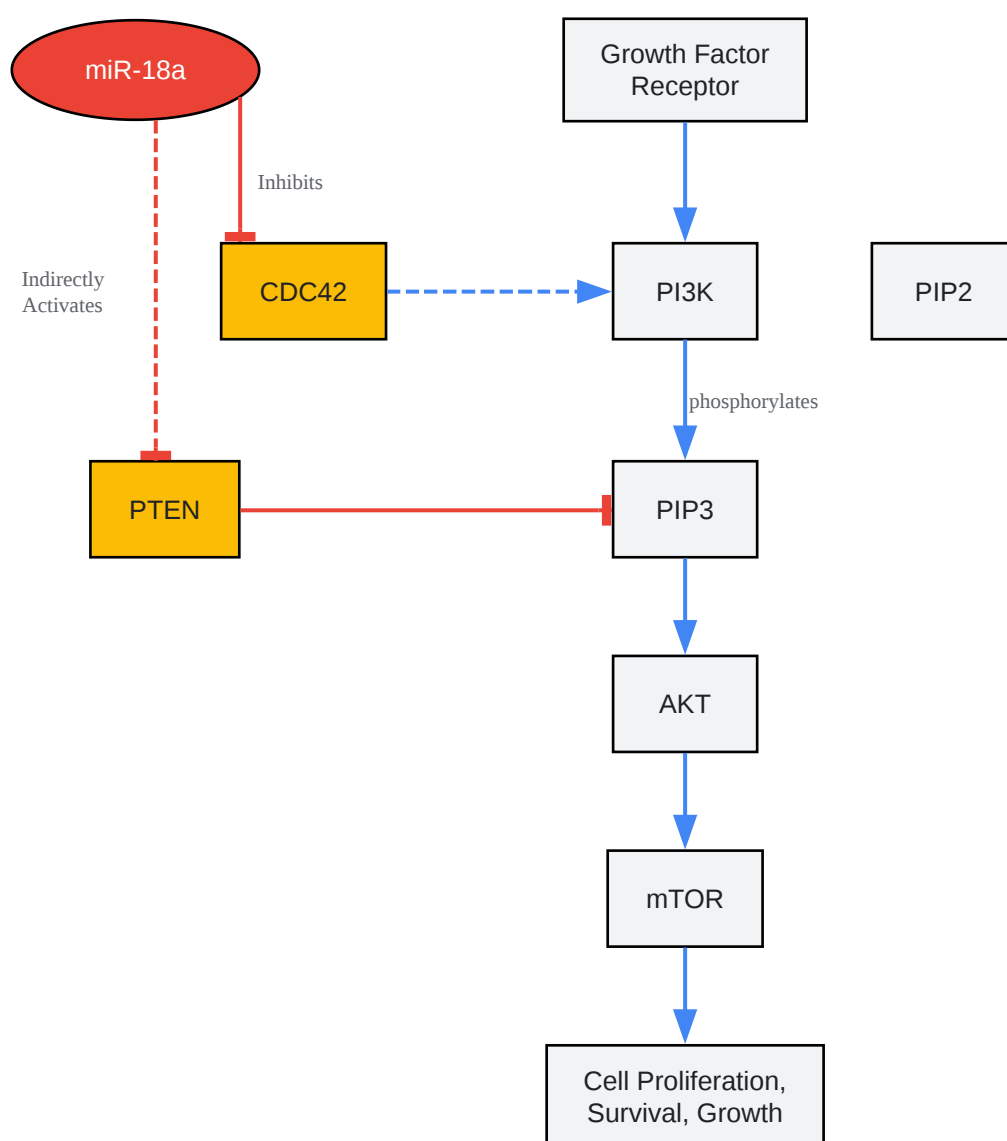 miR-18a
Growth Factor
Receptor
Inhibits
Indirectly
Activates
CDC42
PI3K
PIP2
phosphorylates
PTEN
PIP3
AKT
mTOR
Cell Proliferation,
Survival, Growth